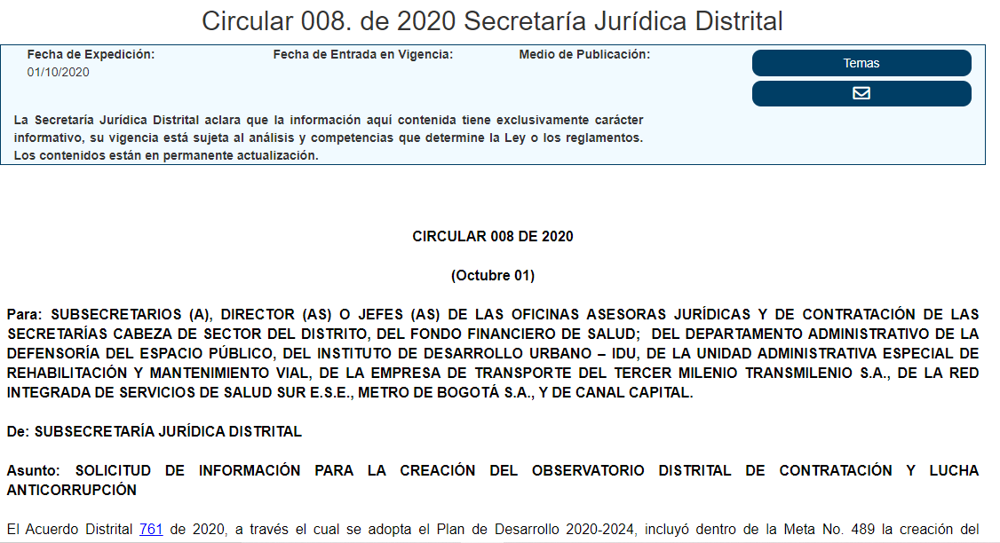 Circular 008. de 2020 Secretaría Jurídica Distrital
Fecha de Expedición:
01/10/2020
Fecha de Entrada en Vigencia:
Medio de Publicación:
Temas
La Secretaría Jurídica Distrital aclara que la información aquí contenida tiene exclusivamente carácter
informativo, su vigencia está sujeta al análisis y competencias que determine la Ley o los reglamentos.
Los contenidos están en permanente actualización.
CIRCULAR 008 DE 2020
(Octubre 01)
Para: SUBSECRETARIOS (A), DIRECTOR (AS) O JEFES (AS) DE LAS OFICINAS ASESORAS JURÍDICAS Y DE CONTRATACIÓN DE LAS
SECRETARÍAS CABEZA DE SECTOR DEL DISTRITO, DEL FONDO FINANCIERO DE SALUD; DEL DEPARTAMENTO ADMINISTRATIVO DE LA
DEFENSORÍA DEL ESPACIO PÚBLICO, DEL INSTITUTO DE DESARROLLO URBANO – IDU, DE LA UNIDAD ADMINISTRATIVA ESPECIAL DE
REHABILITACIÓN Y MANTENIMIENTO VIAL, DE LA EMPRESA DE TRANSPORTE DEL TERCER MILENIO TRANSMILENIO S.A., DE LA RED
INTEGRADA DE SERVICIOS DE SALUD SUR E.S.E., METRO DE BOGOTÁ S.A., Y DE CANAL CAPITAL.
De: SUBSECRETARÍA JURÍDICA DISTRITAL
Asunto: SOLICITUD DE INFORMACIÓN PARA LA CREACIÓN DEL OBSERVATORIO DISTRITAL DE CONTRATACIÓN Y LUCHA
ANTICORRUPCIÓN
El Acuerdo Distrital 761 de 2020, a través el cual se adopta el Plan de Desarrollo 2020-2024, incluyó dentro de la Meta No. 489 la creación del